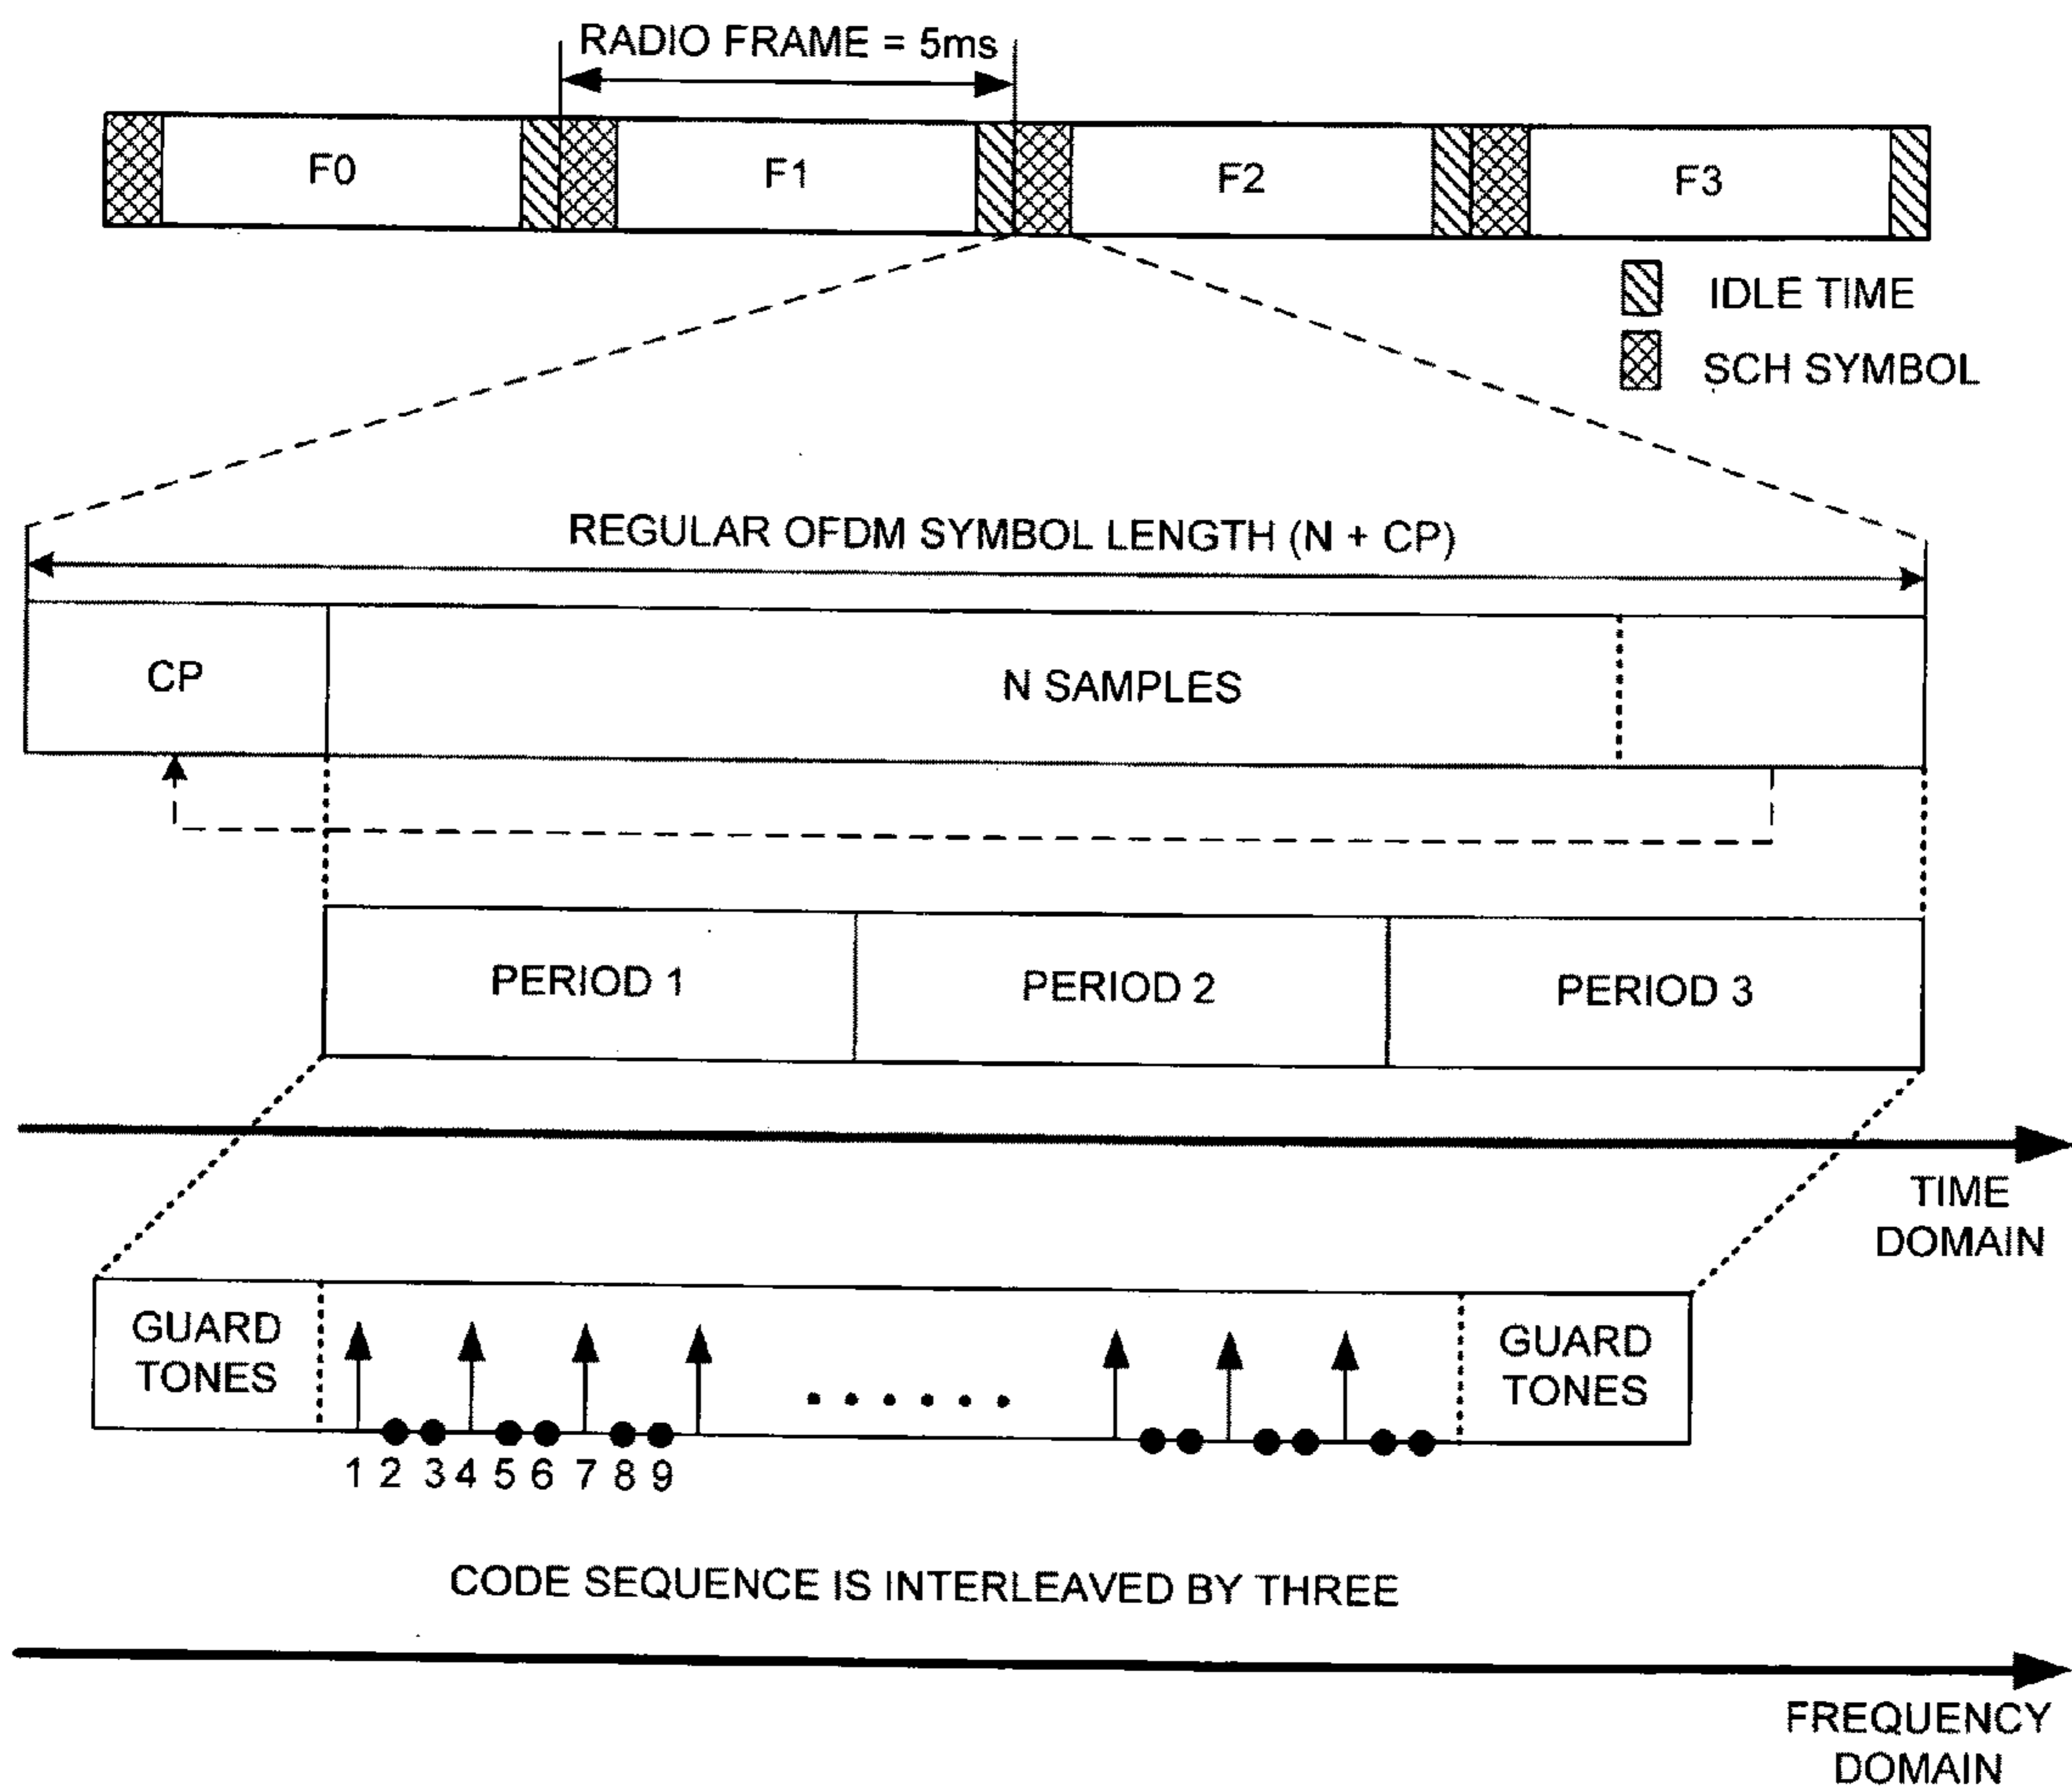 RADIO FRAME = 5ms
F0 F1 F2 F3
IDLE TIME
SCH SYMBOL
REGULAR OFDM SYMBOL LENGTH (N + CP)
CP N SAMPLES
PERIOD 1 PERIOD 2 PERIOD 3
TIME
DOMAIN
GUARD
TONES
GUARD
TONES
1 2 3 4 5 6 7 8 9
CODE SEQUENCE IS INTERLEAVED BY THREE
FREQUENCY
DOMAIN